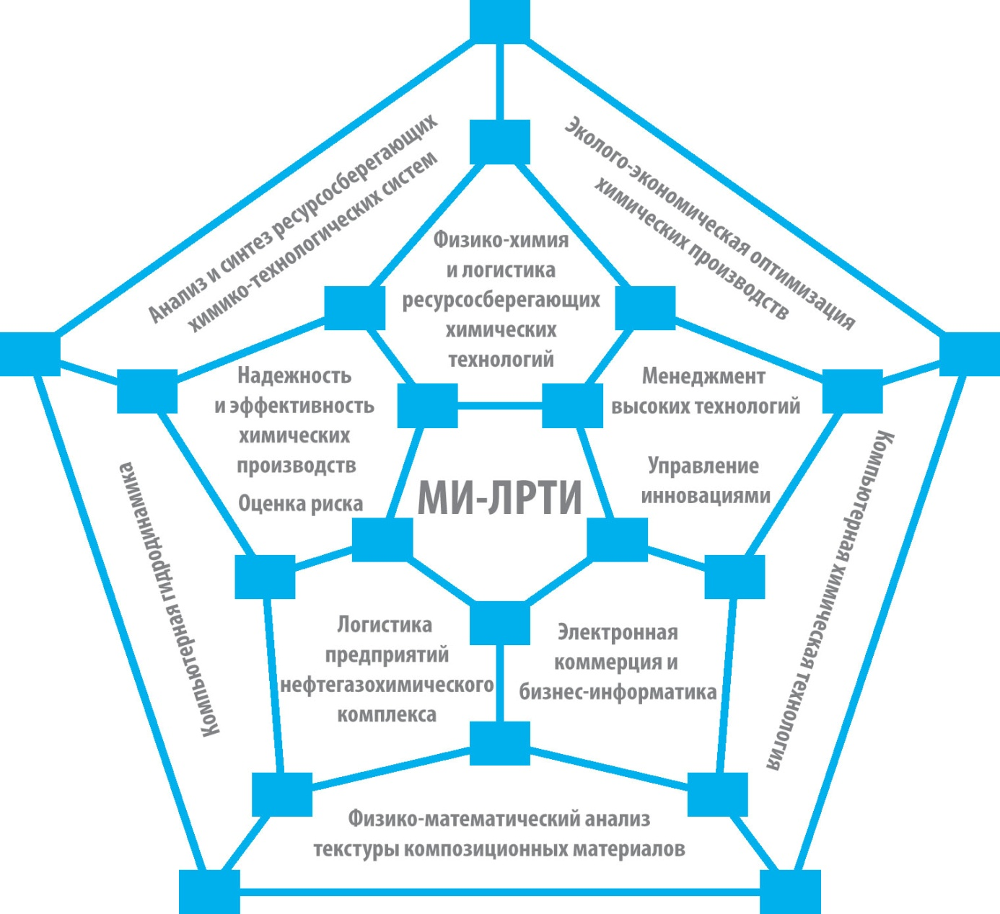 Анализ и синтез ресурсосберегающих
химико-технологических систем
Эколого-экономическая оптимизация
химических производств
Физико-химия
и логистика
ресурсосберегающих
химических
технологий
Надежность
и эффективность
химических
производств
Оценка риска
Менеджмент
высоких технологий
Управление
инновациями
МИ-ЛРТИ
Компьютерная гидродинамика
Компьютерная химическая технология
Логистика
предприятий
нефтегазохимического
комплекса
Электронная
коммерция и
бизнес-информатика
Физико-математический анализ
текстуры композиционных материалов